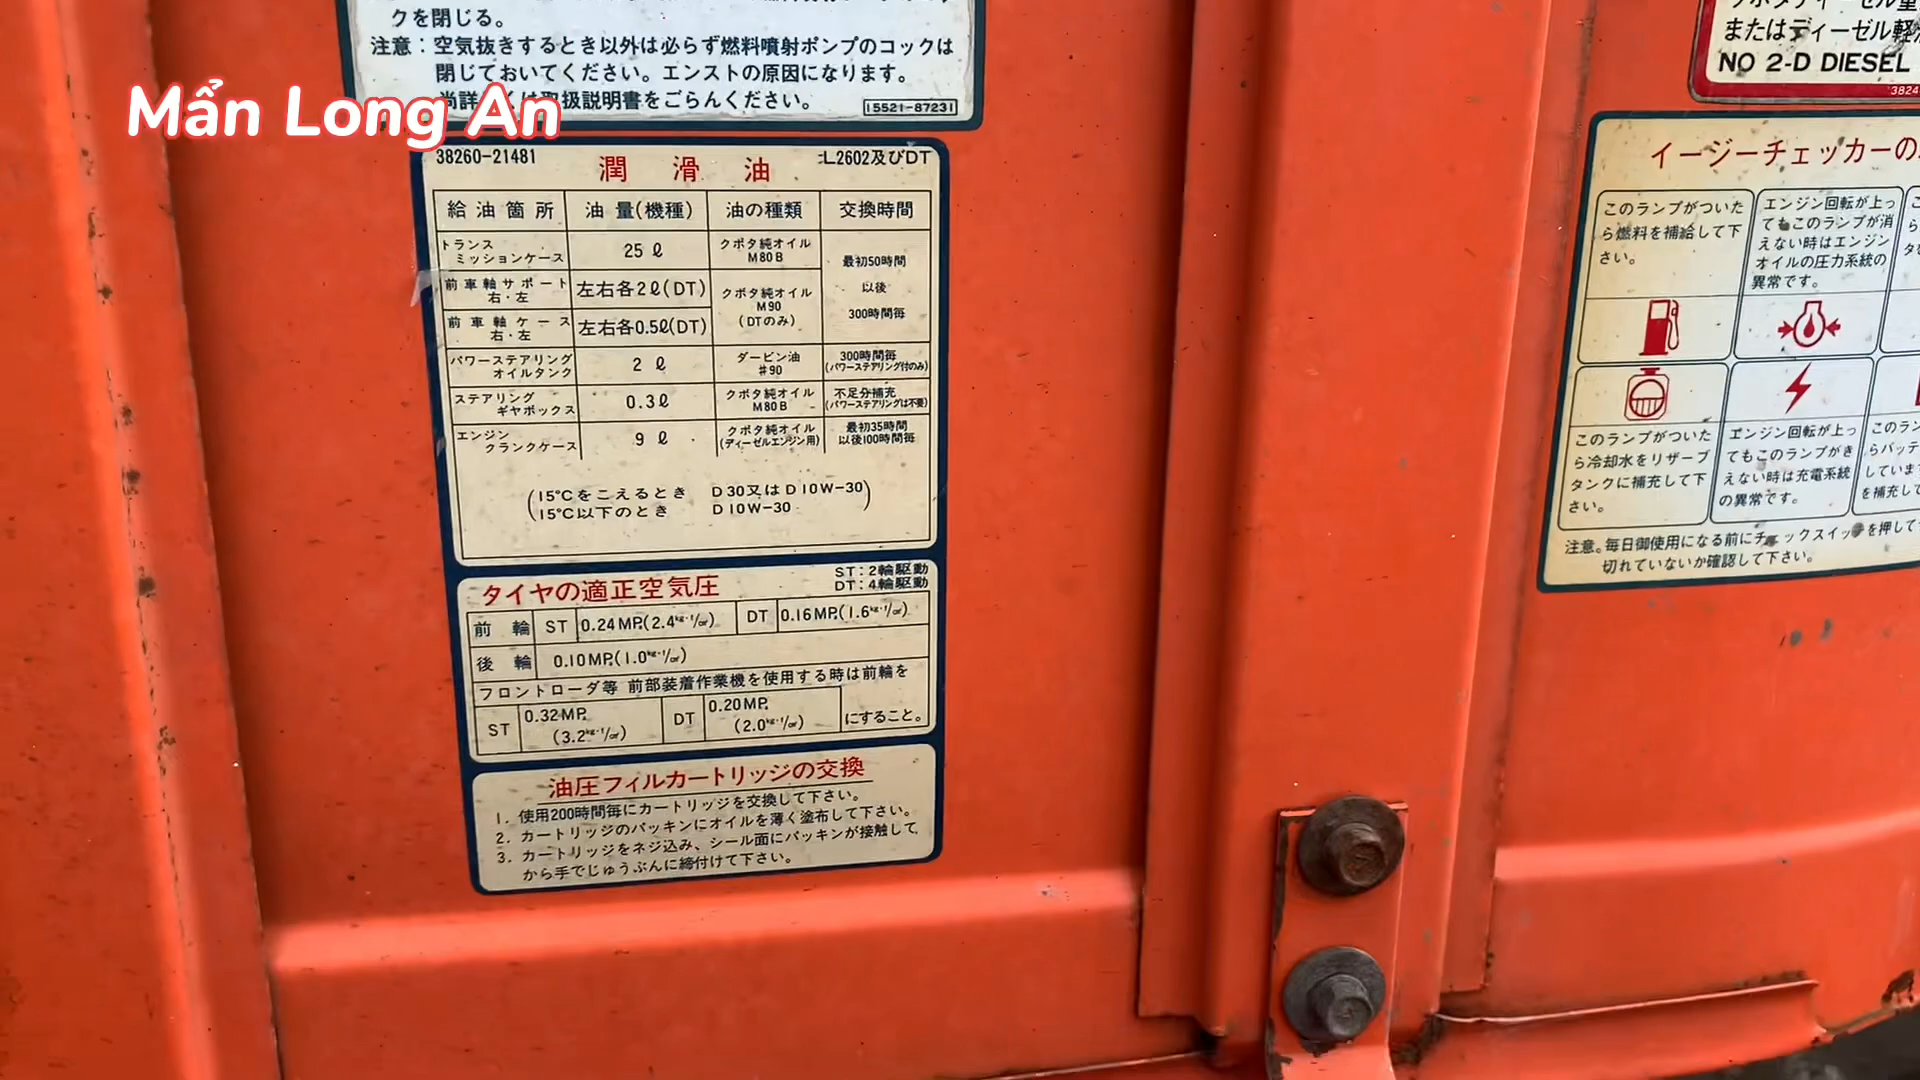 クを閉じる。
注意：空気抜きするとき以外は必ず燃料噴射ポンプのコックは
閉じておいてください。エンストの原因になります。
取扱説明書をごらんください。
15521-87231
Mẩn Long An
38260-21481
潤滑油
L2602及びDT
給油箇所 油量(機種) 油の種類 交換時間
トランスミッションケース 25ℓ クボタ純オイル M80B 最初50時間 以後 300時間毎
前車軸サポート 右・左 左右各2ℓ(DT) クボタ純オイル M90 (DTのみ)
前車軸ケース 右・左 左右各0.5ℓ(DT)
パワーステアリングオイルタンク 2ℓ ダービン油 #90 300時間毎 (パワーステアリング付のみ)
ステアリングギヤボックス 0.3ℓ クボタ純オイル M80B 不足分補充 (パワーステアリングは不要)
エンジンクランクケース 9ℓ クボタ純オイル (ディーゼルエンジン用) 最初35時間 以後100時間毎
(15℃をこえるとき D30又はD10W-30)
15℃以下のとき D10W-30
タイヤの適正空気圧
ST：2輪駆動
DT：4輪駆動
前輪 ST 0.24MPa(2.4kg·f/c㎡) DT 0.16MPa(1.6kg·f/c㎡)
後輪 0.10MPa(1.0kg·f/c㎡)
フロントローダ等 前部装着作業機を使用する時は前輪を
ST 0.32MPa (3.2kg·f/c㎡) DT 0.20MPa (2.0kg·f/c㎡) にすること。
油圧フィルカートリッジの交換
1. 使用200時間毎にカートリッジを交換して下さい。
2. カートリッジのパッキンにオイルを薄く塗布して下さい。
3. カートリッジをネジ込み、シール面にパッキンが接触して、
から手でじゅうぶんに締付けて下さい。
またはディーゼル軽
NO 2-D DIESEL
3824
イージーチェッカーの
このランプがついた
ら燃料を補給して下
さい。
エンジン回転が上っ
てもこのランプが消
えない時はエンジン
オイルの圧力系統の
異常です。
このランプがついた
ら冷却水をリザーブ
タンクに補充して下
さい。
エンジン回転が上っ
てもこのランプがき
えない時は充電系統
の異常です。
このラン
らバッテ
していま
を補充して
注意。毎日御使用になる前にチェックスイッチを押して
切れていないか確認して下さい。